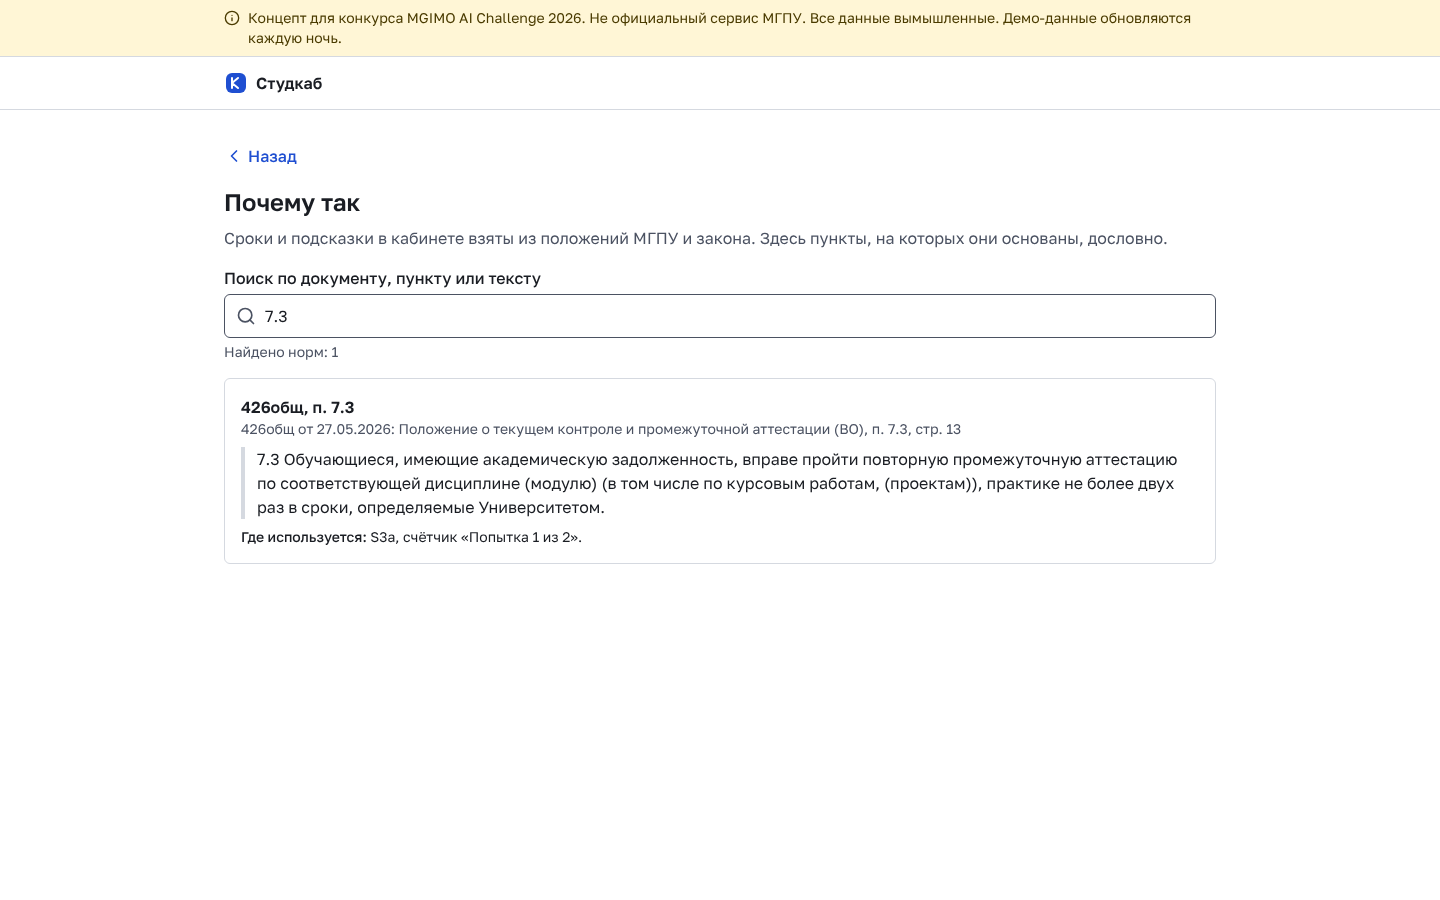 Концепт для конкурса MGIMO AI Challenge 2026. Не официальный сервис МГПУ. Все данные вымышленные. Демо-данные обновляются
каждую ночь.
Студкаб
Назад
Почему так
Сроки и подсказки в кабинете взяты из положений МГПУ и закона. Здесь пункты, на которых они основаны, дословно.
Поиск по документу, пункту или тексту
7.3
Найдено норм: 1
426общ, п. 7.3
426общ от 27.05.2026: Положение о текущем контроле и промежуточной аттестации (ВО), п. 7.3, стр. 13
7.3 Обучающиеся, имеющие академическую задолженность, вправе пройти повторную промежуточную аттестацию
по соответствующей дисциплине (модулю) (в том числе по курсовым работам, (проектам)), практике не более двух
раз в сроки, определяемые Университетом.
Где используется: S3a, счётчик «Попытка 1 из 2».